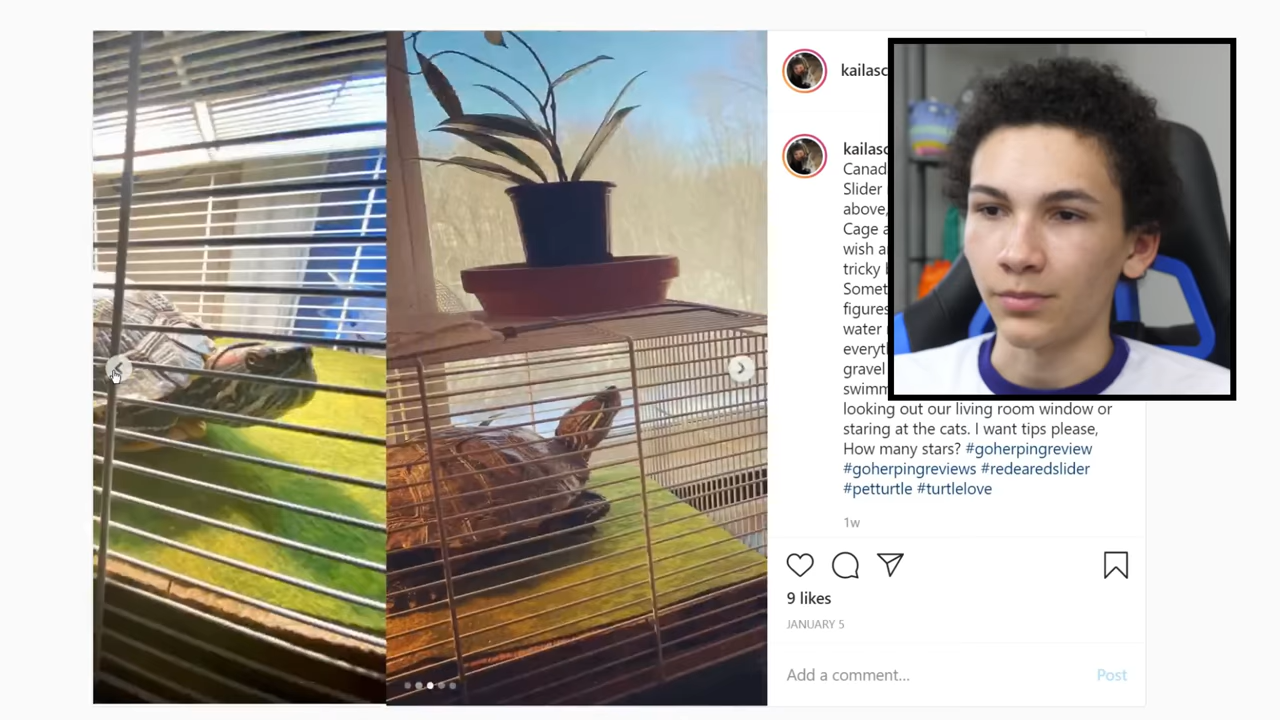 kailasc
kailasc
Canad
Slider
above,
Cage a
wish a
tricky
Somet
figures
water
everyt
gravel
swimm
looking out our living room window or
staring at the cats. I want tips please,
How many stars? #goherpingreview
#goherpingreviews #redearedslider
#petturtle #turtlelove
1w
9 likes
JANUARY 5
Add a comment... Post